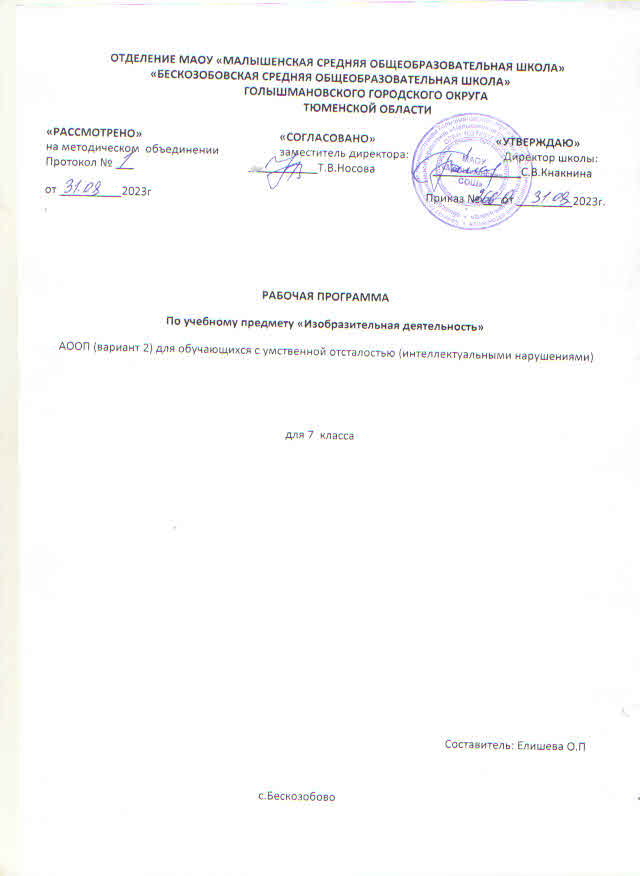 ОТДЕЛЕНИЕ МАОУ «МАЛЫШЕНСКАЯ СРЕДНЯЯ ОБЩЕОБРАЗОВАТЕЛЬНАЯ ШКОЛА»
«БЕСКОЗОБОВСКАЯ СРЕДНЯЯ ОБЩЕОБРАЗОВАТЕЛЬНАЯ ШКОЛА»
ГОЛЫШМАНОВСКОГО ГОРОДСКОГО ОКРУГА
ТЮМЕНСКОЙ ОБЛАСТИ
«РАССМОТРЕНО»
на методическом объединении
Протокол № 1
от 31.08 2023г
«СОГЛАСОВАНО»
заместитель директора:
Т.В.Носова
«УТВЕРЖДАЮ»
Директор школы:
С.В.Кнакнина
Приказ № от 31.08 2023г.
МАОУ
СОШ»
РАБОЧАЯ ПРОГРАММА
По учебному предмету «Изобразительная деятельность»
АООП (вариант 2) для обучающихся с умственной отсталостью (интеллектуальными нарушениями)
для 7 класса
Составитель: Елишева О.П
с.Бескозобово